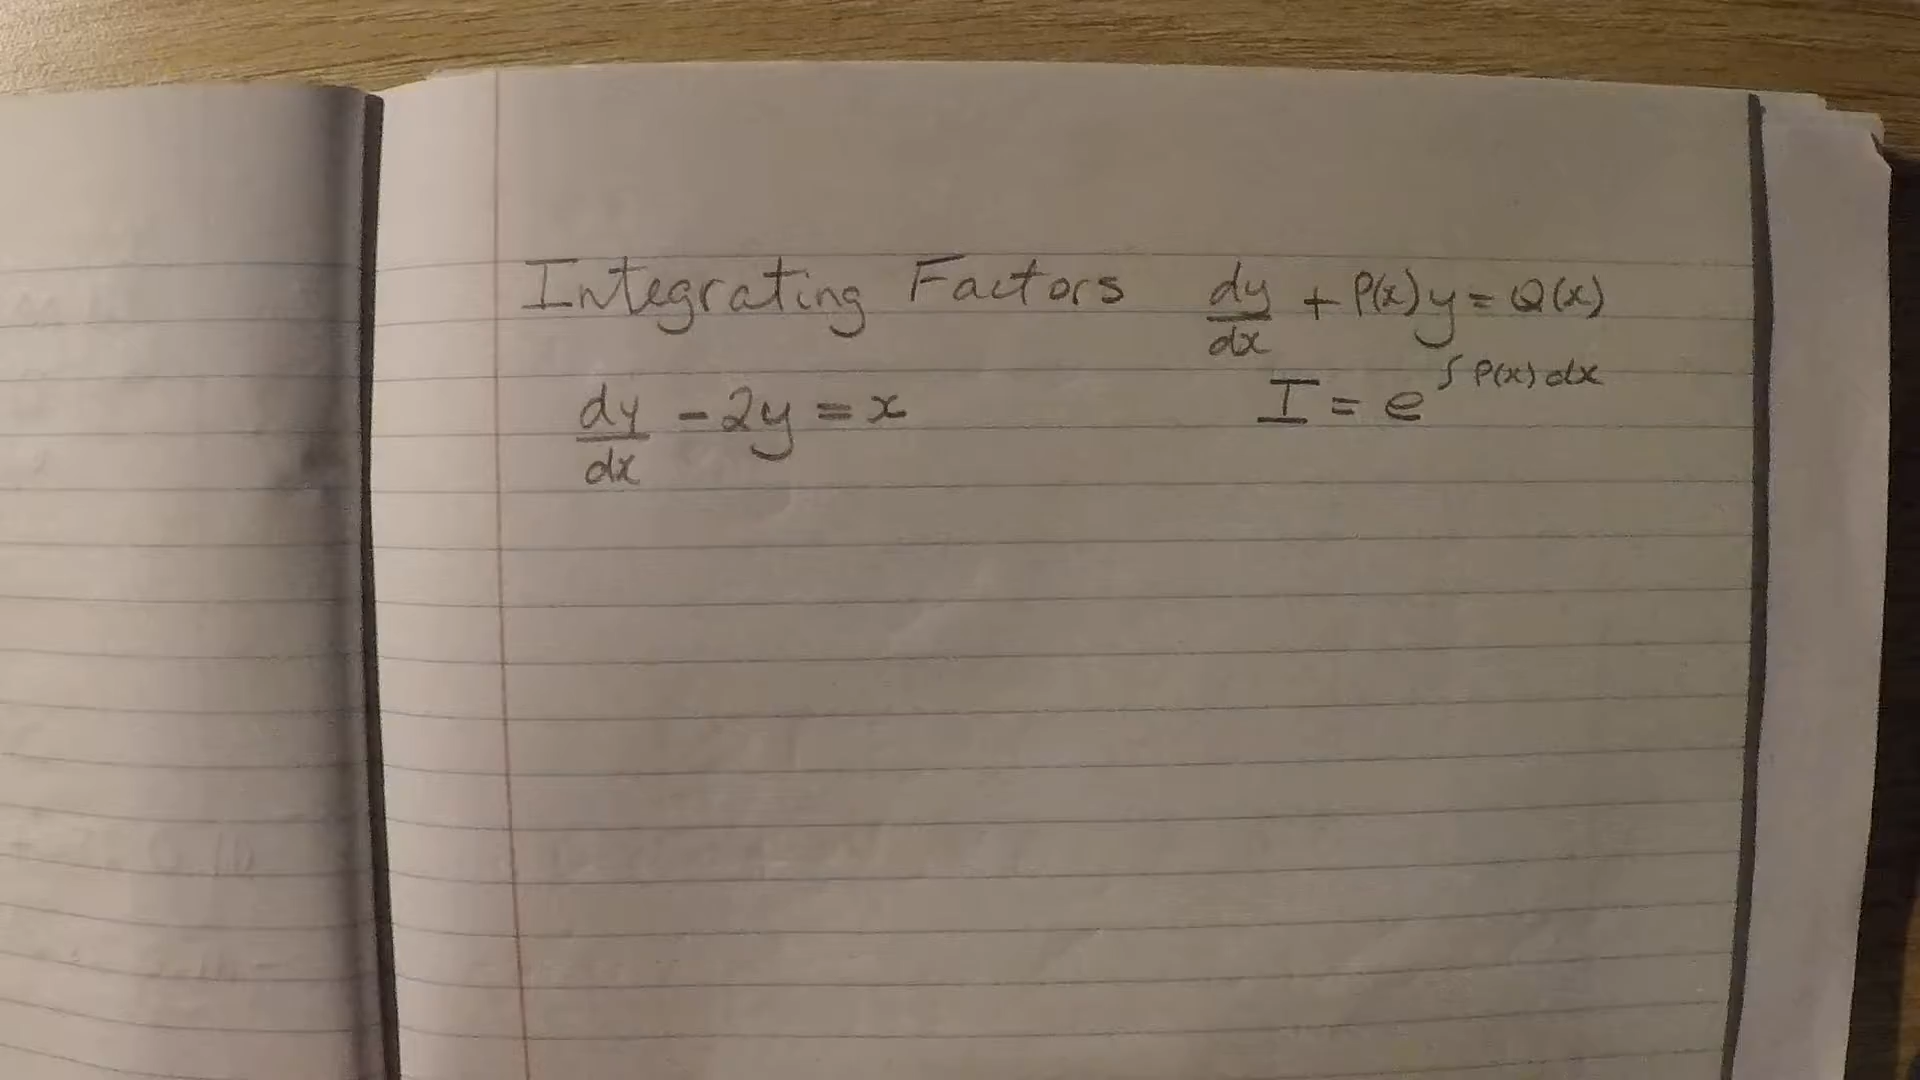 Integrating Factors dy/dx + P(x)y = Q(x)
dy/dx - 2y = x I = e^∫P(x)dx